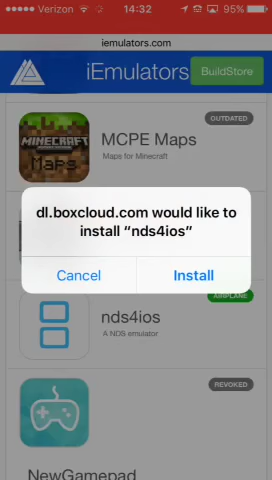 Verizon 14:32 95%
iemulators.com
iEmulators BuildStore
OUTDATED
MCPE Maps
Maps for Minecraft
MINECRAFT
Maps
dl.boxcloud.com would like to
install “nds4ios”
Cancel Install
AIRPLANE
nds4ios
A NDS emulator
REVOKED
NewGamepad